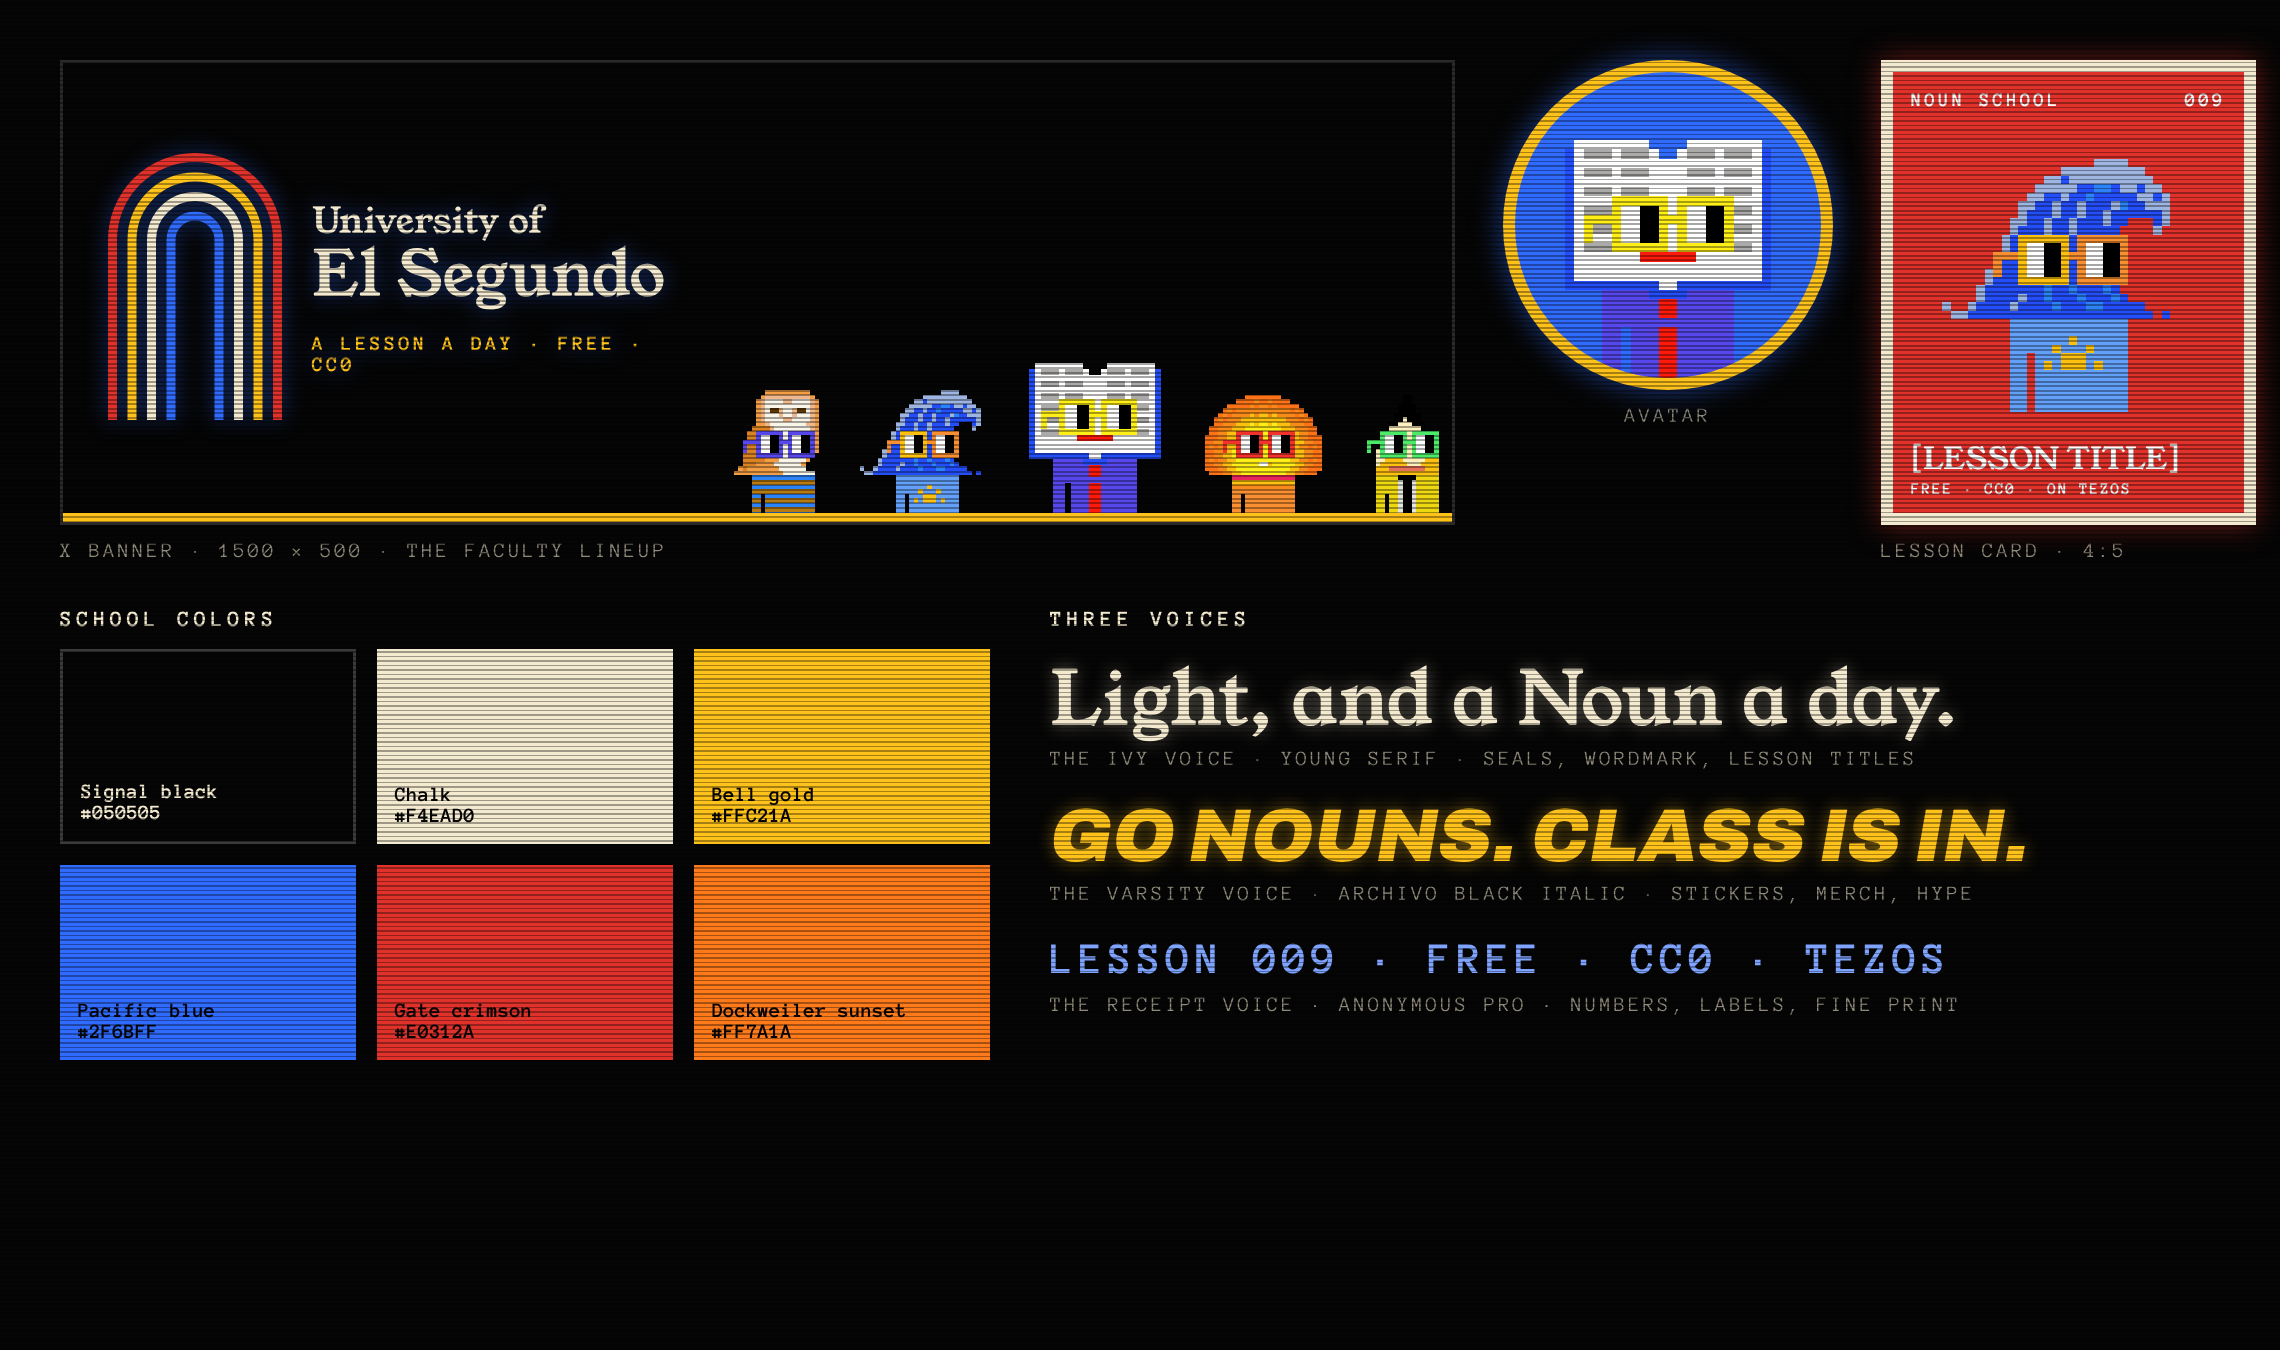 University of
El Segundo
A LESSON A DAY · FREE ·
CC0
AVATAR
NOUN SCHOOL 009
[LESSON TITLE]
FREE · CC0 · ON TEZOS
X BANNER · 1500 × 500 · THE FACULTY LINEUP
LESSON CARD · 4:5
SCHOOL COLORS
Signal black
#050505
Chalk
#F4EAD0
Bell gold
#FFC21A
Pacific blue
#2F6BFF
Gate crimson
#E0312A
Dockweiler sunset
#FF7A1A
THREE VOICES
Light, and a Noun a day.
THE IVY VOICE · YOUNG SERIF · SEALS, WORDMARK, LESSON TITLES
GO NOUNS. CLASS IS IN.
THE VARSITY VOICE · ARCHIVO BLACK ITALIC · STICKERS, MERCH, HYPE
LESSON 009 · FREE · CC0 · TEZOS
THE RECEIPT VOICE · ANONYMOUS PRO · NUMBERS, LABELS, FINE PRINT